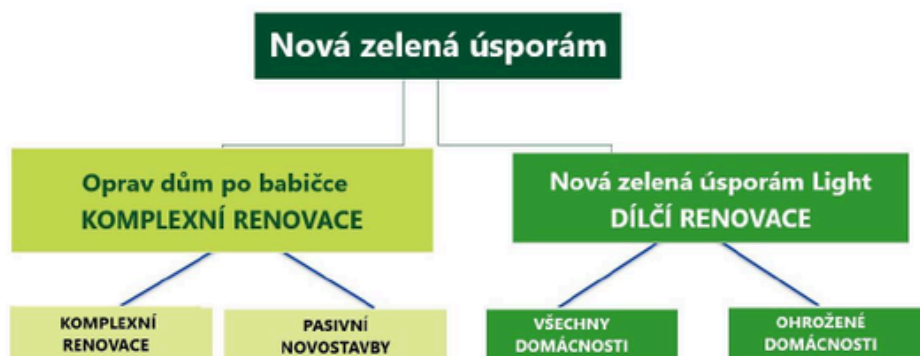 Nová zelená úsporám
Oprav dům po babičce
KOMPLEXNÍ RENOVACE
Nová zelená úsporám Light
DÍLČÍ RENOVACE
KOMPLEXNÍ
RENOVACE
PASIVNÍ
NOVOSTAVBY
VŠECHNY
DOMÁCNOSTI
OHROŽENÉ
DOMÁCNOSTI